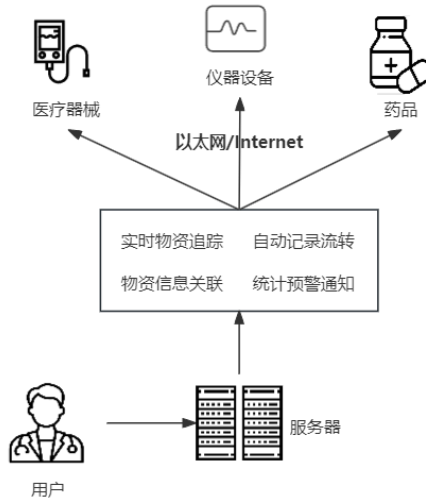 仪器设备
医疗器械
药品
以太网/Internet
实时物资追踪 自动记录流转
物资信息关联 统计预警通知
服务器
用户